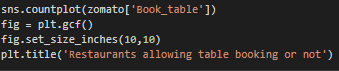 sns.countplot(zomato['Book_table'])
fig = plt.gcf()
fig.set_size_inches(10,10)
plt.title('Restaurants allowing table booking or not')